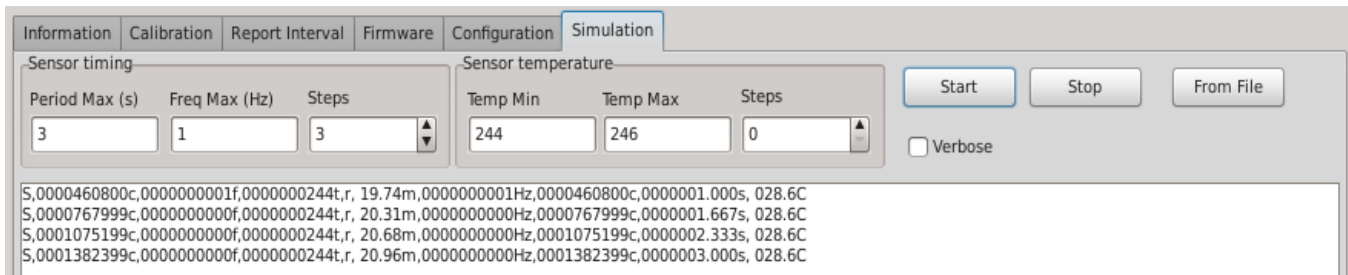 Information Calibration Report Interval Firmware Configuration Simulation
Sensor timing Sensor temperature
Period Max (s) Freq Max (Hz) Steps Temp Min Temp Max Steps
3 1 3 244 246 0
Start Stop From File
Verbose
S,0000460800c,0000000001f,0000000244t,r, 19.74m,0000000001Hz,0000460800c,0000001.000s, 028.6C
S,0000767999c,0000000000f,0000000244t,r, 20.31m,0000000000Hz,0000767999c,0000001.667s, 028.6C
S,0001075199c,0000000000f,0000000244t,r, 20.68m,0000000000Hz,0001075199c,0000002.333s, 028.6C
S,0001382399c,0000000000f,0000000244t,r, 20.96m,0000000000Hz,0001382399c,0000003.000s, 028.6C